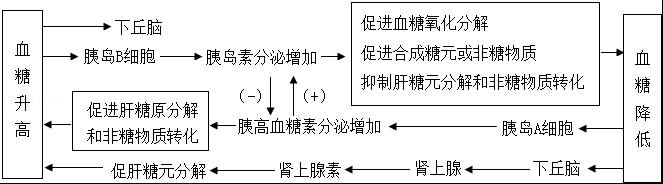 血糖升高
下丘脑
胰岛B细胞
胰岛素分泌增加
促进血糖氧化分解
促进合成糖元或非糖物质
抑制肝糖元分解和非糖物质转化
血糖降低
(-)
(+)
促进肝糖原分解
和非糖物质转化
胰高血糖素分泌增加
胰岛A细胞
促肝糖元分解
肾上腺素
肾上腺
下丘脑